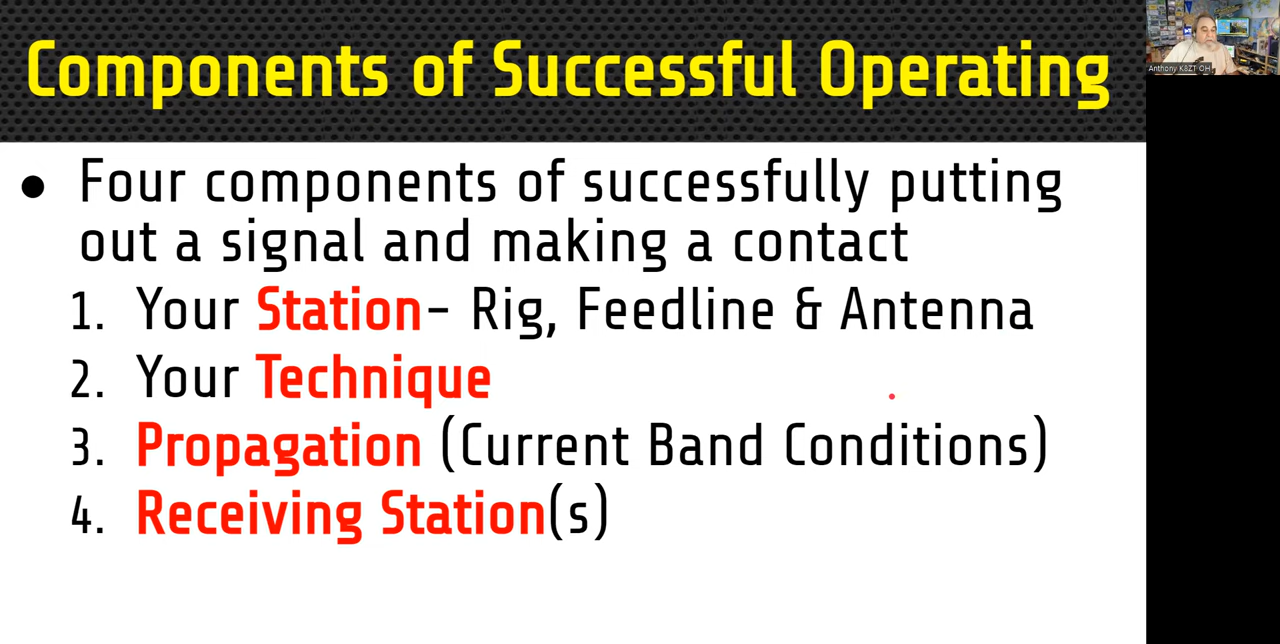 Components of Successful Operating
Anthony K8ZT OH
● Four components of successfully putting
out a signal and making a contact
1. Your Station- Rig, Feedline & Antenna
2. Your Technique
3. Propagation (Current Band Conditions)
4. Receiving Station(s)